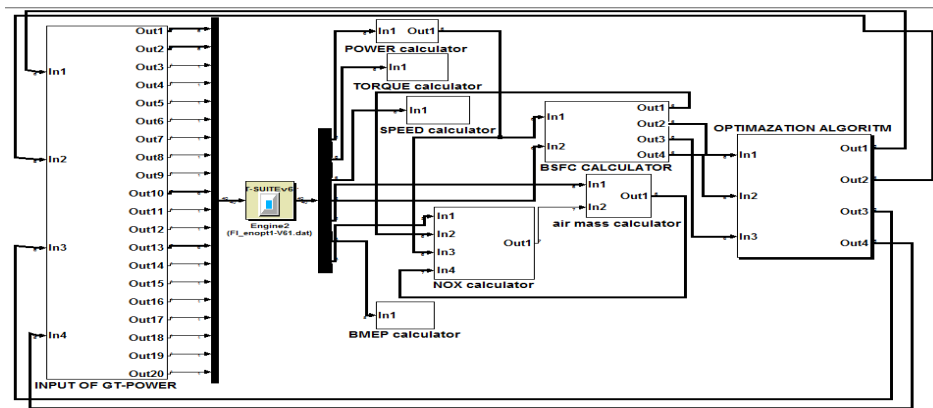 In1
In2
In3
In4
Out1
Out2
Out3
Out4
Out5
Out6
Out7
Out8
Out9
Out10
Out11
Out12
Out13
Out14
Out15
Out16
Out17
Out18
Out19
Out20
INPUT OF GT-POWER
T-SUITEv6
Engine2
(FI_enopt1-V61.dat)
In1 Out1
POWER calculator
In1
TORQUE calculator
In1
SPEED calculator
In1
In2
Out1
Out2
Out3
Out4
BSFC CALCULATOR
In1
In2
Out1
air mass calculator
In1
In2
In3
In4
Out1
NOX calculator
In1
BMEP calculator
OPTIMAZATION ALGORITM
In1
In2
In3
Out1
Out2
Out3
Out4